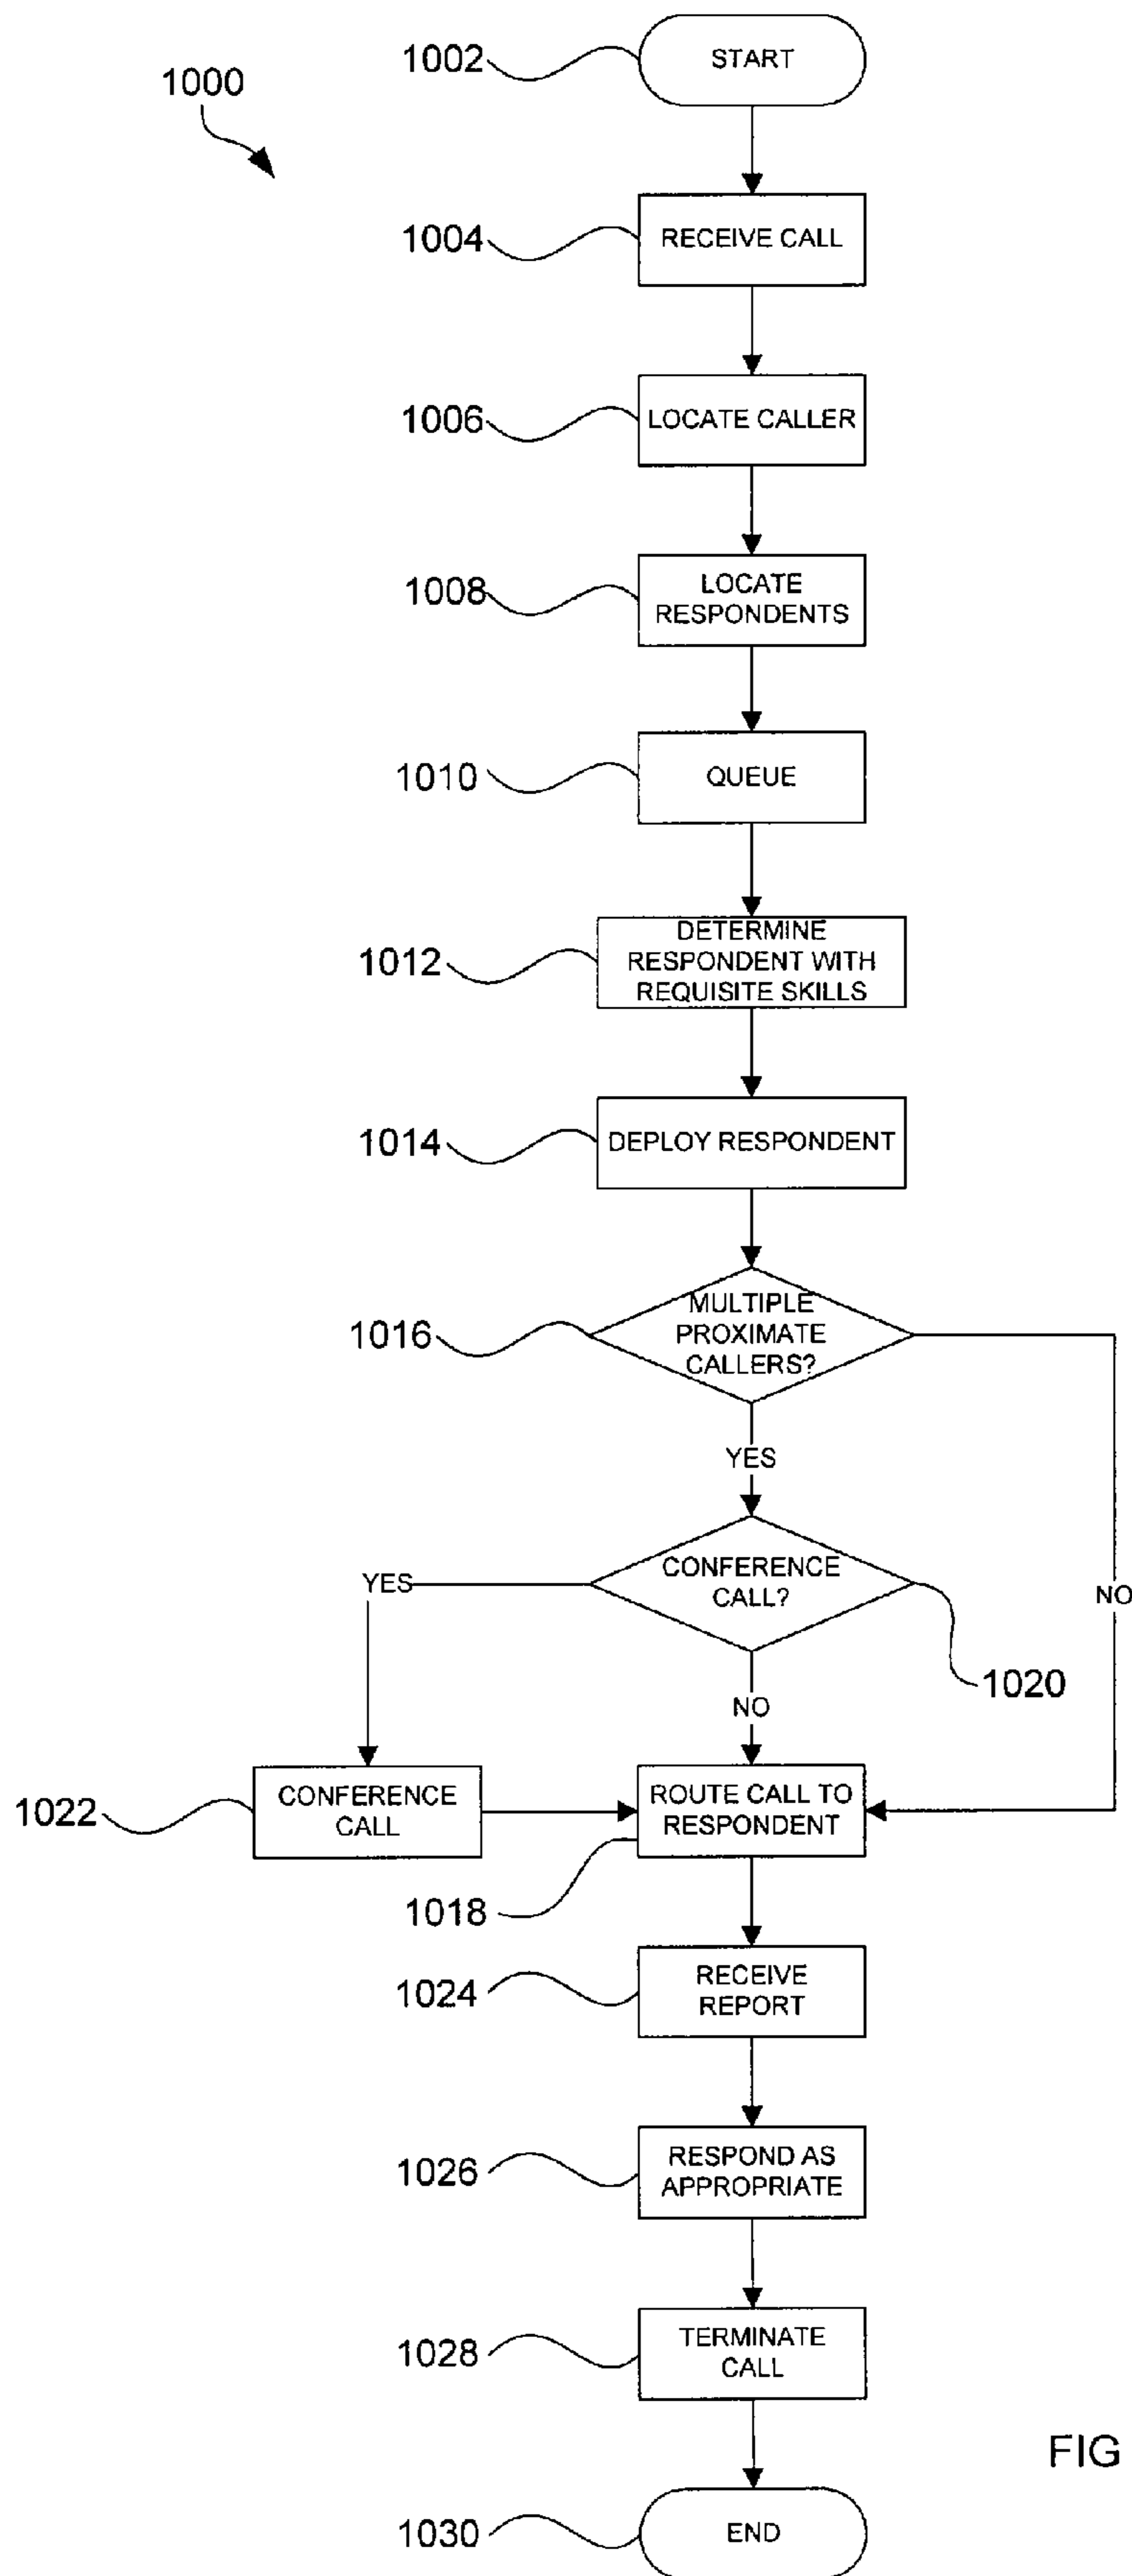 1000
1002
START
1004
RECEIVE CALL
1006
LOCATE CALLER
1008
LOCATE
RESPONDENTS
1010
QUEUE
1012
DETERMINE
RESPONDENT WITH
REQUISITE SKILLS
1014
DEPLOY RESPONDENT
1016
MULTIPLE
PROXIMATE
CALLERS?
YES
NO
CONFERENCE
CALL?
1020
YES
NO
1022
CONFERENCE
CALL
ROUTE CALL TO
RESPONDENT
1018
1024
RECEIVE
REPORT
1026
RESPOND AS
APPROPRIATE
1028
TERMINATE
CALL
FIG
1030
END